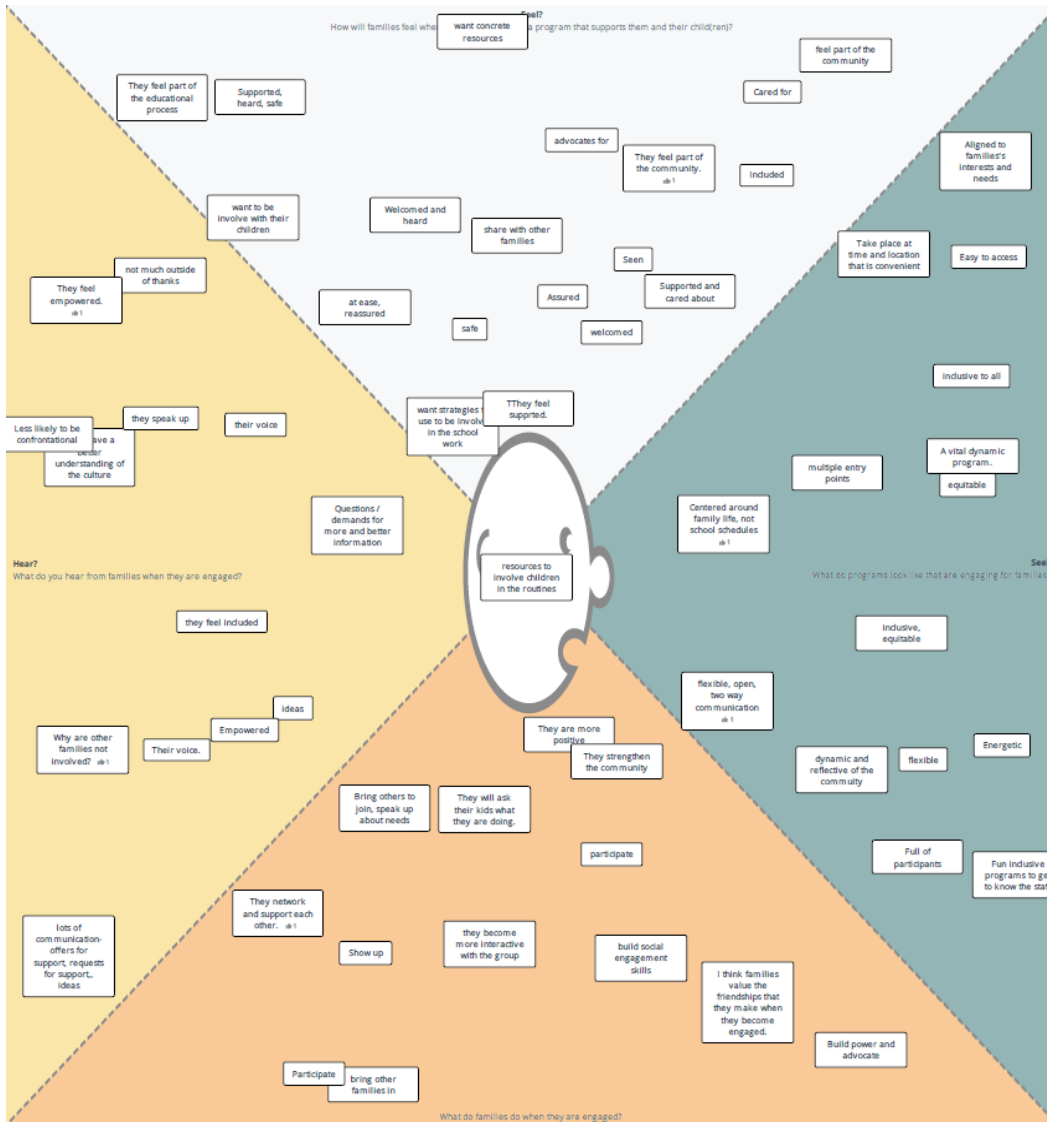 Feel?
How will families feel whe
a program that supports them and their child(ren)?
want concrete
resources
feel part of the
community
They feel part of
the educational
process
Supported,
heard, safe
Cared for
advocates for
They feel part of
the community.
1
Included
want to be
involve with their
children
Welcomed and
heard
share with other
families
Seen
Supported and
cared about
Assured
at ease,
reassured
safe
welcomed
want strategies
use to be involv
in the school
work
TThey feel
supprted.
resources to
involve children
in the routines
not much outside
of thanks
They feel
empowered.
1
Less likely to be
confrontational
ave a
better
understanding of
the culture
they speak up
their voice
Questions /
demands for
more and better
information
Hear?
What do you hear from families when they are engaged?
they feel included
ideas
Empowered
Their voice.
Why are other
families not
involved? 1
lots of
communication-
offers for
support, requests
for support,,
ideas
Aligned to
families's
interests and
needs
Take place at
time and location
that is convenient
Easy to access
Inclusive to all
A vital dynamic
program.
equitable
multiple entry
points
Centered around
family life, not
school schedules
1
See
What do programs look like that are engaging for families
Inclusive,
equitable
flexible, open,
two way
communication
1
Energetic
dynamic and
reflective of the
commuity
flexible
Full of
participants
Fun inclusive
programs to ge
to know the staf
They are more
positive
They strengthen
the community
Bring others to
join, speak up
about needs
They will ask
their kids what
they are doing.
participate
They network
and support each
other. 1
Show up
they become
more interactive
with the group
build social
engagement
skills
I think families
value the
friendships that
they make when
they become
engaged.
Build power and
advocate
Participate
bring other
families in
What do families do when they are engaged?